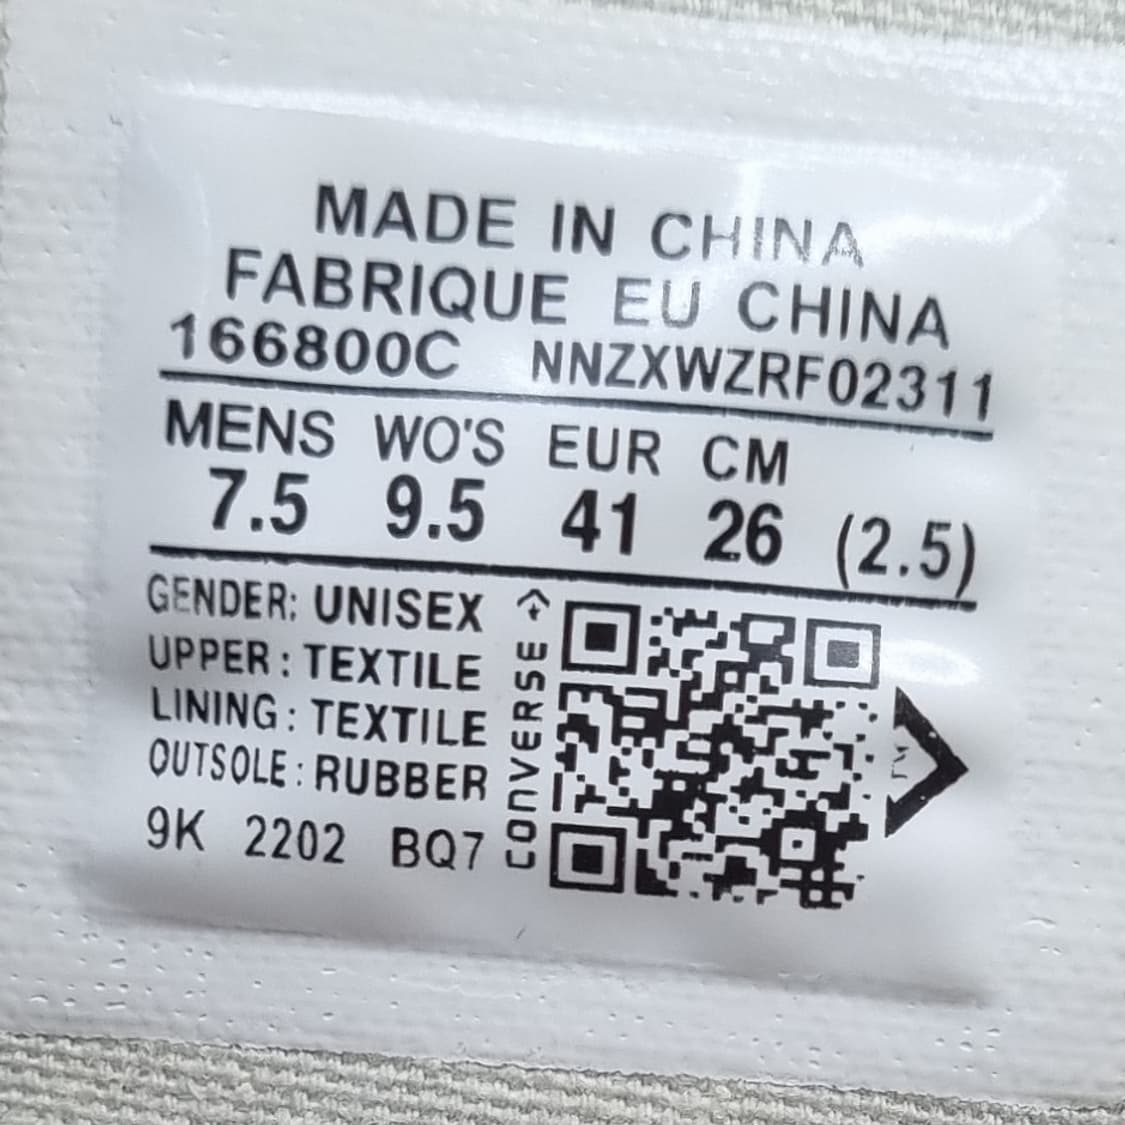 MADE IN CHINA
FABRIQUE EU CHINA
166800C NNZXWZRF02311
MENS WO'S EUR CM
7.5 9.5 41 26 (2.5)
GENDER: UNISEX
UPPER: TEXTILE
LINING: TEXTILE
OUTSOLE: RUBBER
9K 2202 BQ7
CONVERSE